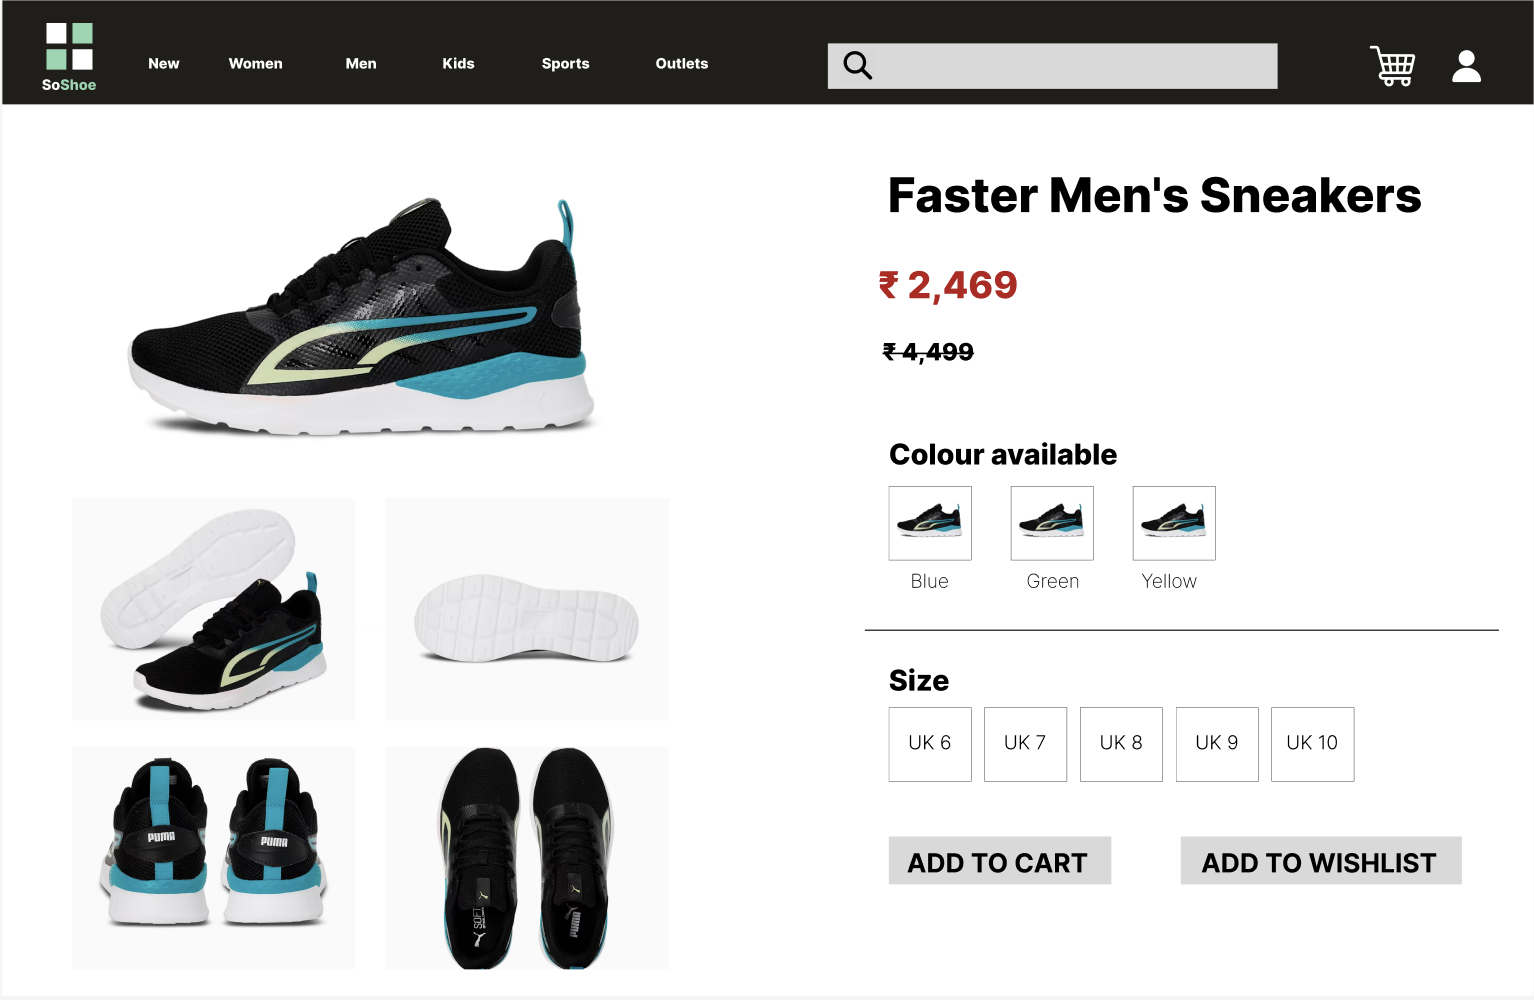 SoShoe
New
Women
Men
Kids
Sports
Outlets
Faster Men's Sneakers
₹ 2,469
₹ 4,499
Colour available
Blue
Green
Yellow
Size
UK 6
UK 7
UK 8
UK 9
UK 10
ADD TO CART
ADD TO WISHLIST
PUMA
PUMA
SOFT
PUMA